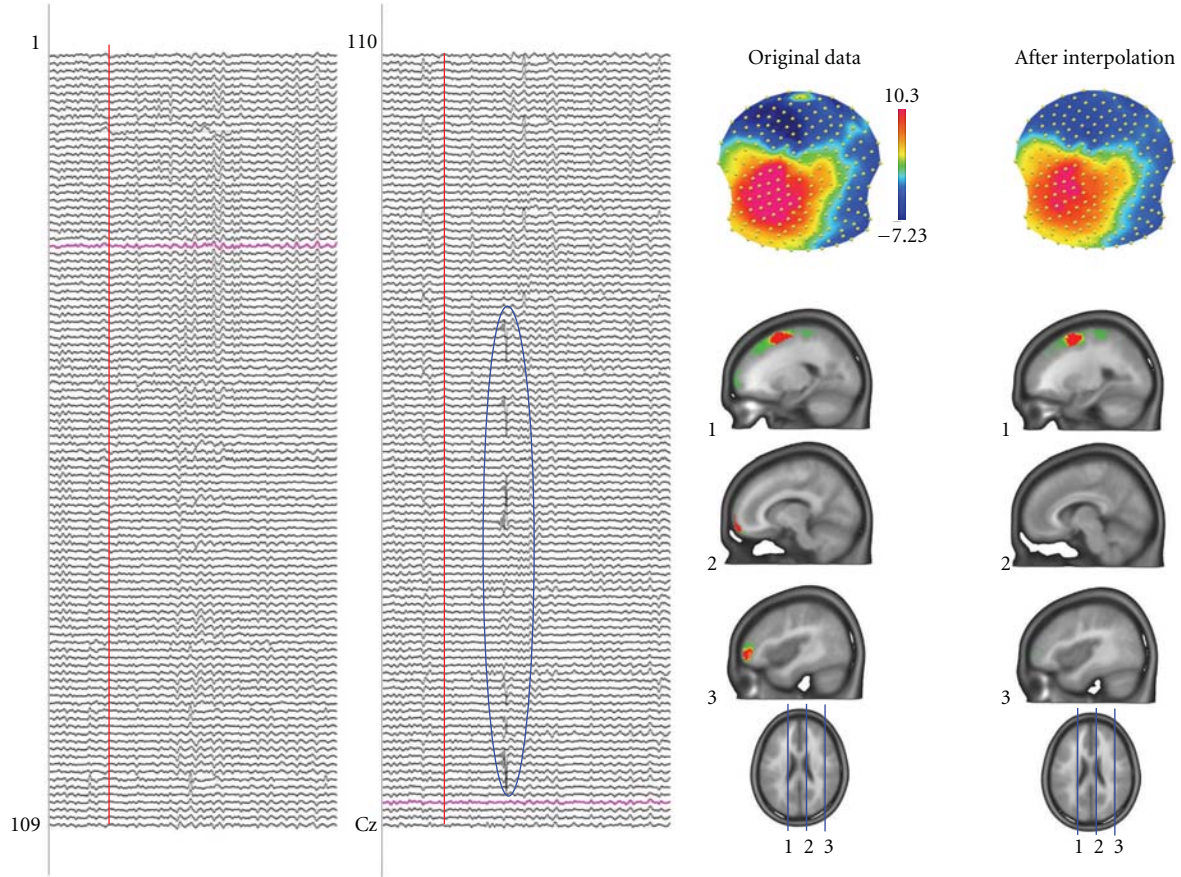 1
109
110
Cz
Original data
After interpolation
10.3
−7.23
1
2
3
1 2 3
1
2
3
1 2 3